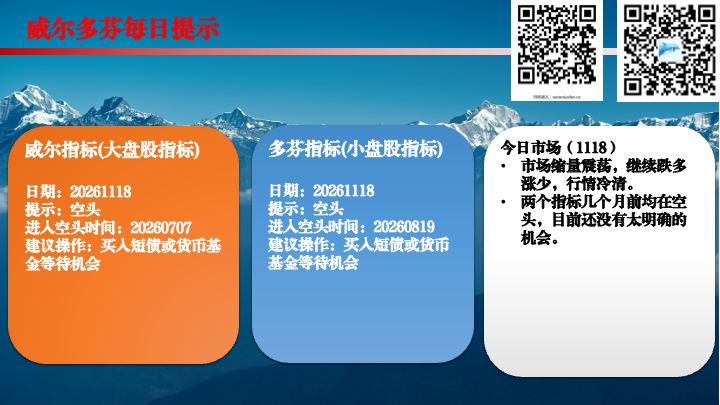 威尔多芬每日提示
威尔指标(大盘股指标)
日期：20261118
提示：空头
进入空头时间：20260707
建议操作：买入短债或货币基
金等待机会
多芬指标(小盘股指标)
日期：20261118
提示：空头
进入空头时间：20260819
建议操作：买入短债或货币
基金等待机会
今日市场（1118）
• 市场缩量震荡，继续跌多
涨少，行情冷清。
• 两个指标几个月前均在空
头，目前还没有太明确的
机会。